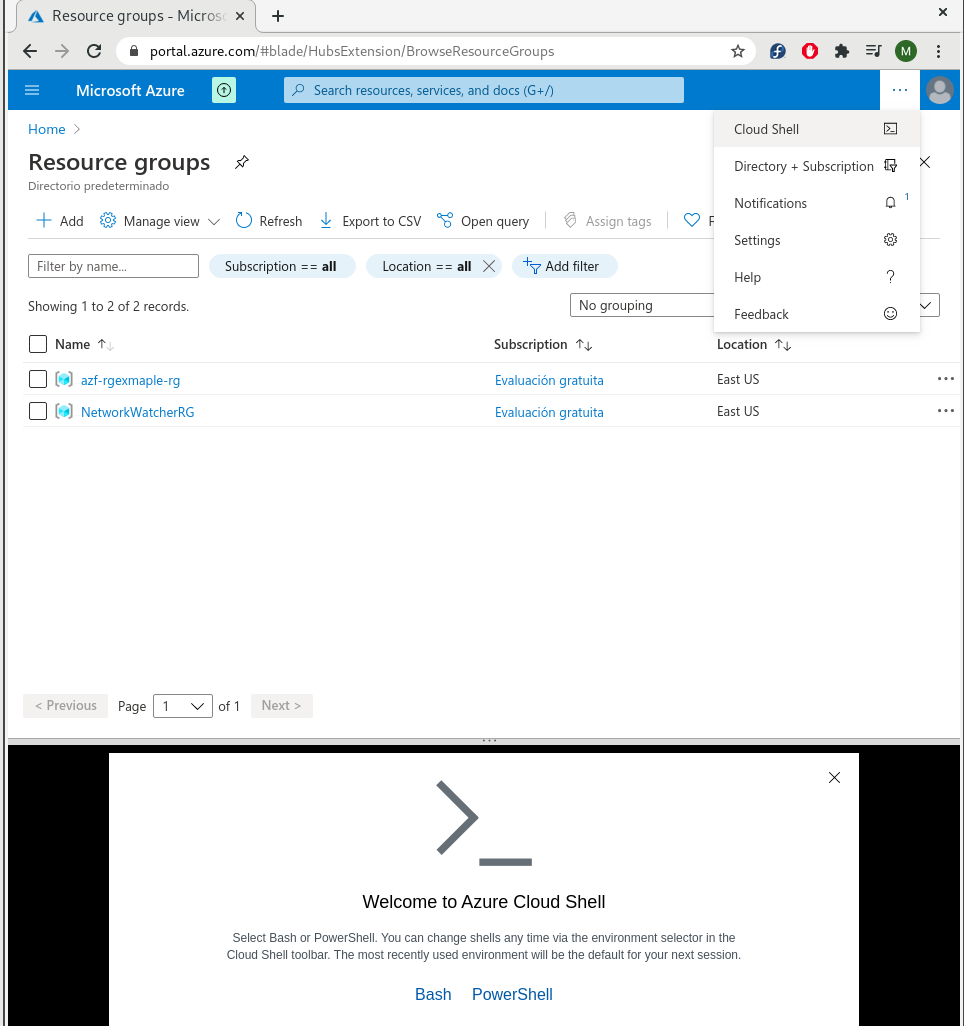 Resource groups - Micros
portal.azure.com/#blade/HubsExtension/BrowseResourceGroups
M
Microsoft Azure
Search resources, services, and docs (G+/)
Home
Cloud Shell
Resource groups
Directory + Subscription
Directorio predeterminado
Notifications 1
Add Manage view Refresh Export to CSV Open query Assign tags F
Settings
Filter by name... Subscription == all Location == all Add filter
Help ?
Showing 1 to 2 of 2 records. No grouping
Feedback
Name Subscription Location
azf-rgexmaple-rg Evaluación gratuita East US
NetworkWatcherRG Evaluación gratuita East US
< Previous Page 1 of 1 Next >
>_
Welcome to Azure Cloud Shell
Select Bash or PowerShell. You can change shells any time via the environment selector in the
Cloud Shell toolbar. The most recently used environment will be the default for your next session.
Bash PowerShell